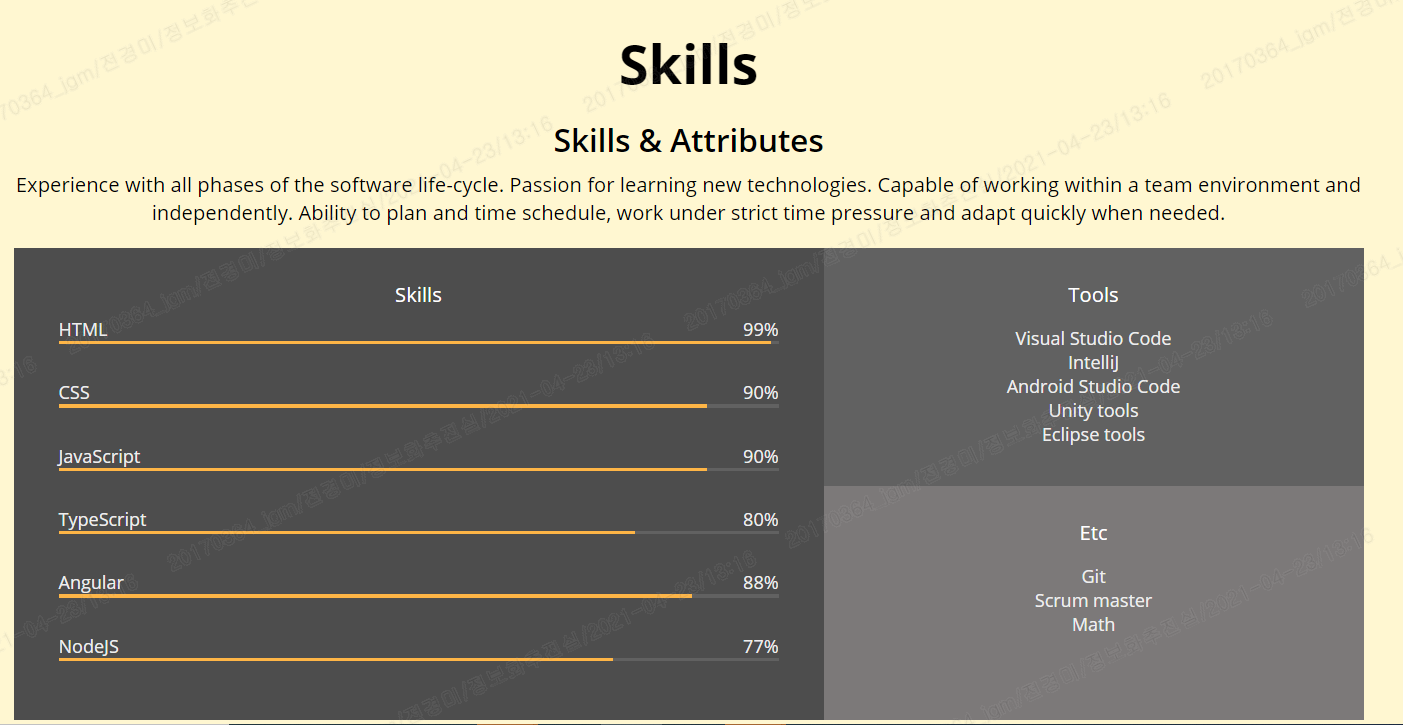 Skills
Skills & Attributes
Experience with all phases of the software life-cycle. Passion for learning new technologies. Capable of working within a team environment and
independently. Ability to plan and time schedule, work under strict time pressure and adapt quickly when needed.
Skills
HTML 99%
CSS 90%
JavaScript 90%
TypeScript 80%
Angular 88%
NodeJS 77%
Tools
Visual Studio Code
IntelliJ
Android Studio Code
Unity tools
Eclipse tools
Etc
Git
Scrum master
Math
20170364_jgm/전경미/정보화추진실/2021-04-23/13:16